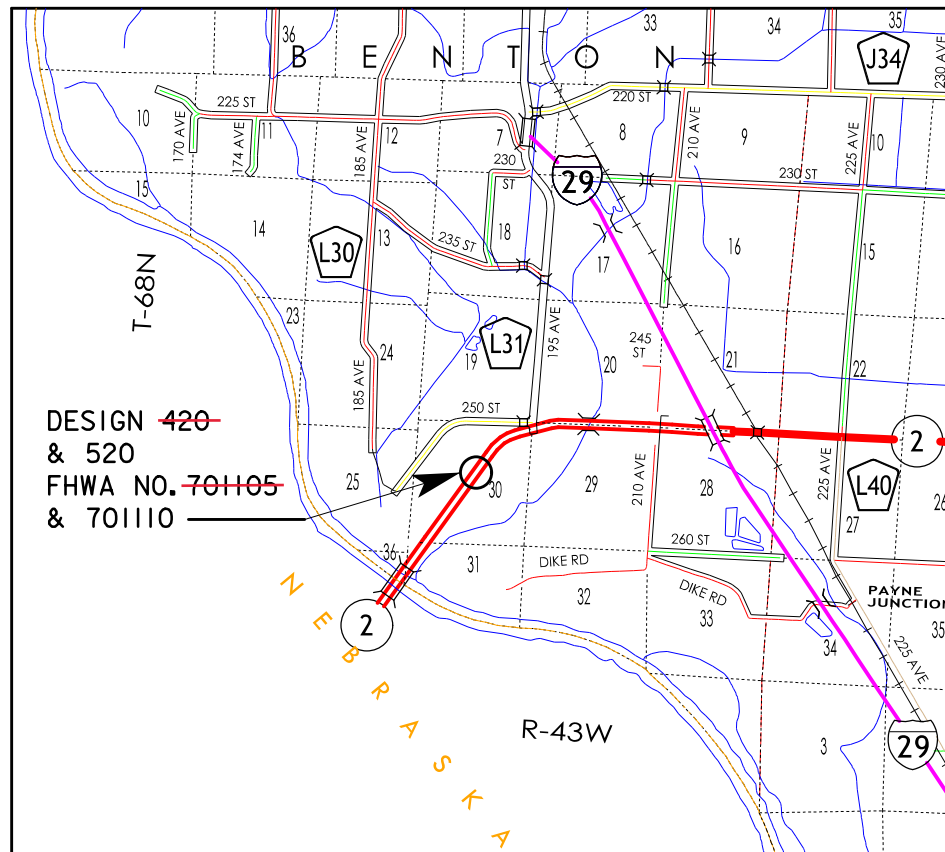 36
33
34
35
B E N T O N
J34
230 AVE
225 ST
220 ST
10
170 AVE
174 AVE
11
185 AVE
12
7
8
210 AVE
9
225 AVE
10
230
ST
29
230 ST
15
14
L30
13
235 ST
18
17
16
15
T-68N
23
24
19
L31
195 AVE
20
245
ST
21
22
185 AVE
250 ST
2
DESIGN 420
& 520
FHWA NO. 701105
& 701110
25
30
29
210 AVE
28
225 AVE
L40
27
26
36
31
DIKE RD
260 ST
32
DIKE RD
33
PAYNE
JUNCTION
34
35
225 AVE
2
N E B R A S K A
R-43W
3
29